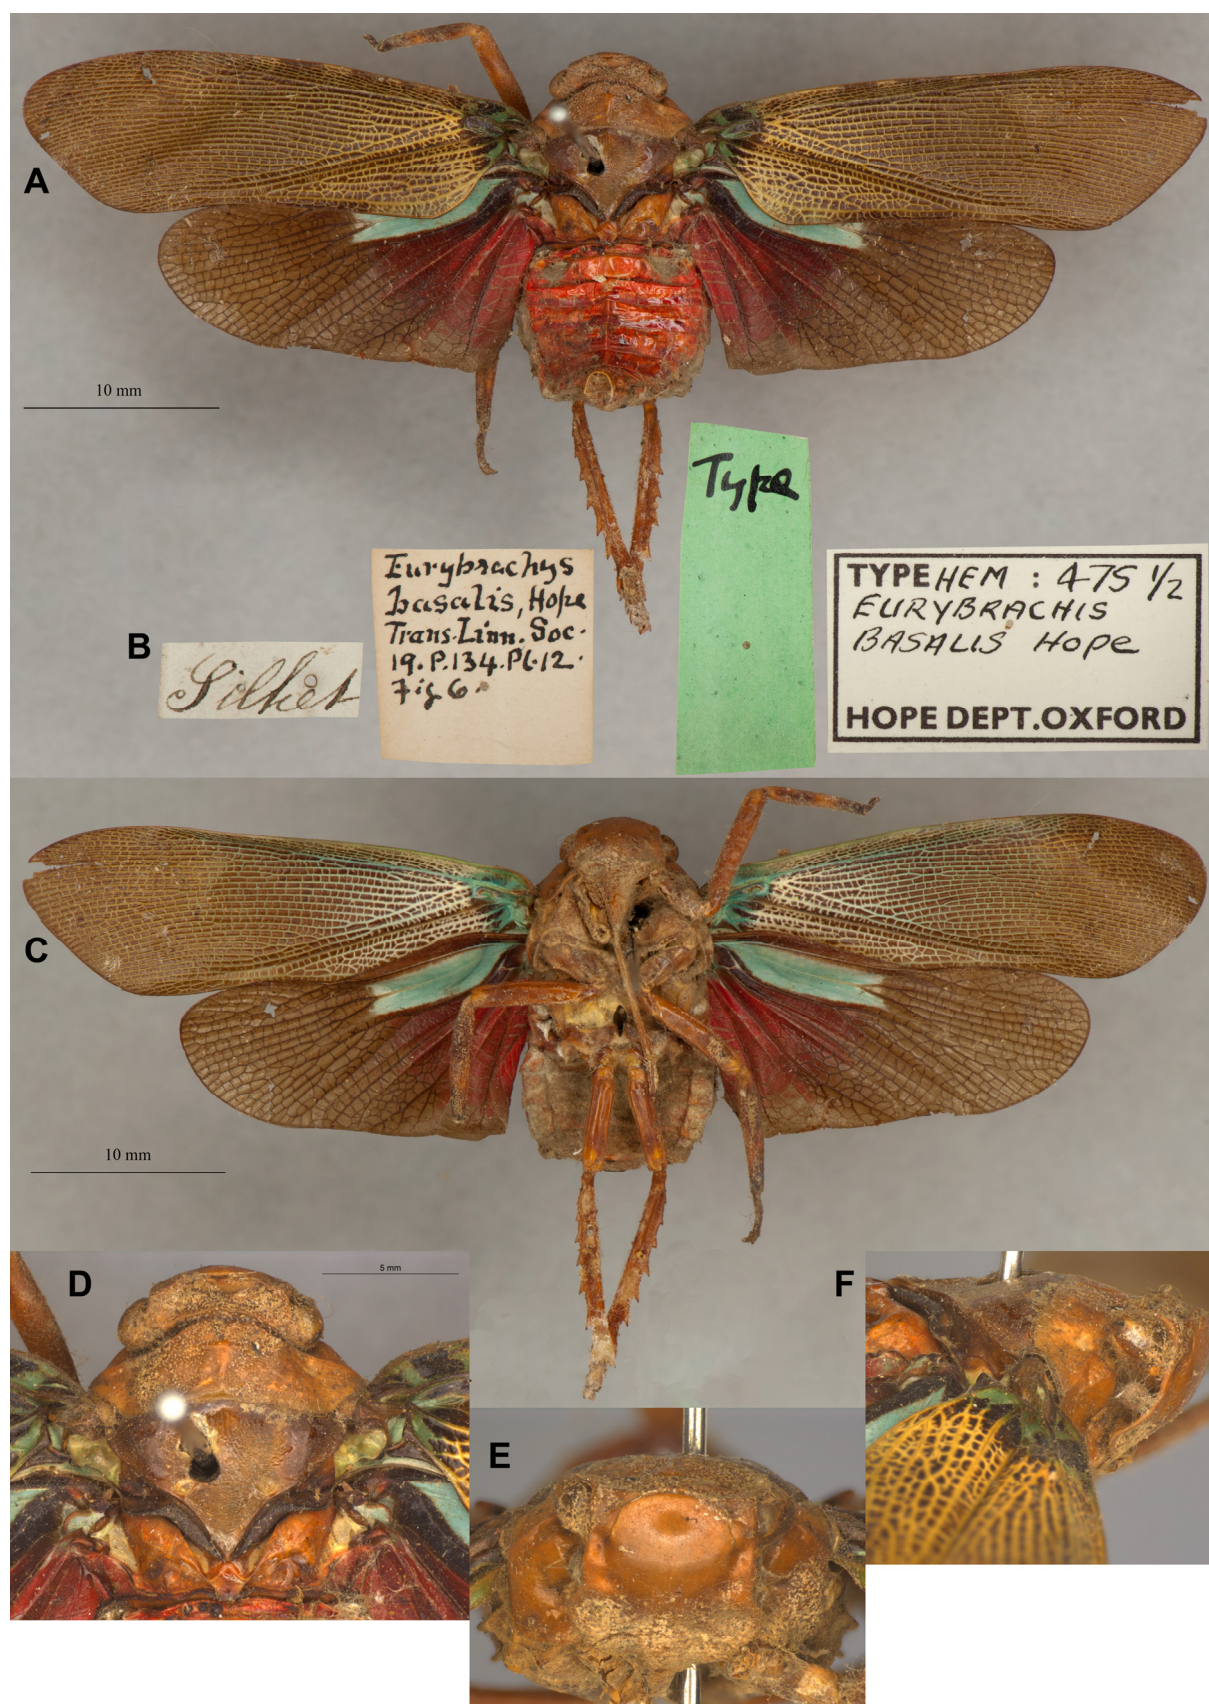 A
10 mm
B
Silhet
Eurybrachys
basalis, Hope
Trans. Linn. Soc.
19. P. 134. Pl. 12.
Fig 6.
Type
TYPE HEM : 475 1/2
EURYBRACHIS
BASALIS Hope
HOPE DEPT. OXFORD
C
10 mm
D
5 mm
E
F